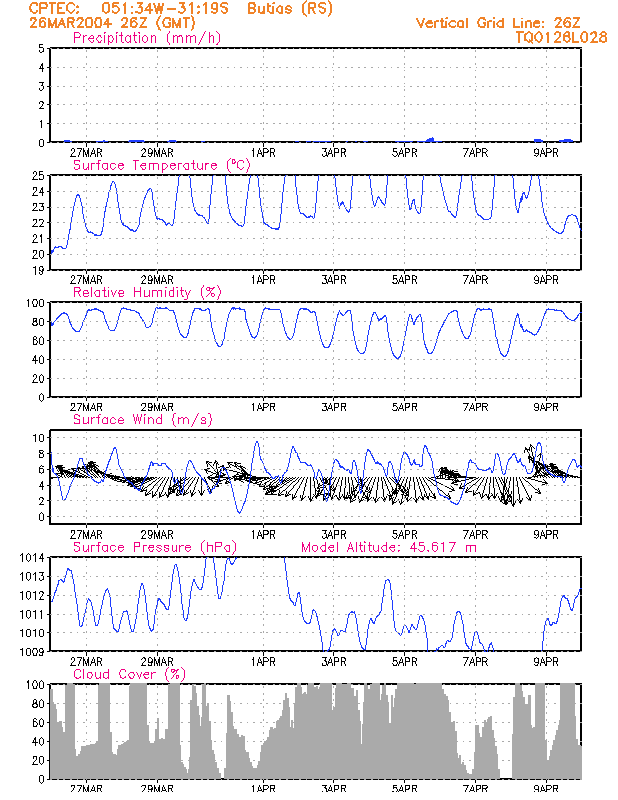 CPTEC: 051:34W-31:19S Butias (RS)
26MAR2004 26Z (GMT) Vertical Grid Line: 26Z
Precipitation (mm/h) TQ0126L028
5
4
3
2
1
0
27MAR 29MAR 1APR 3APR 5APR 7APR 9APR
Surface Temperature (ºC)
25
24
23
22
21
20
19
27MAR 29MAR 1APR 3APR 5APR 7APR 9APR
Relative Humidity (%)
100
80
60
40
20
0
27MAR 29MAR 1APR 3APR 5APR 7APR 9APR
Surface Wind (m/s)
10
8
6
4
2
0
27MAR 29MAR 1APR 3APR 5APR 7APR 9APR
Surface Pressure (hPa) Model Altitude: 45.617 m
1014
1013
1012
1011
1010
1009
27MAR 29MAR 1APR 3APR 5APR 7APR 9APR
Cloud Cover (%)
100
80
60
40
20
0
27MAR 29MAR 1APR 3APR 5APR 7APR 9APR